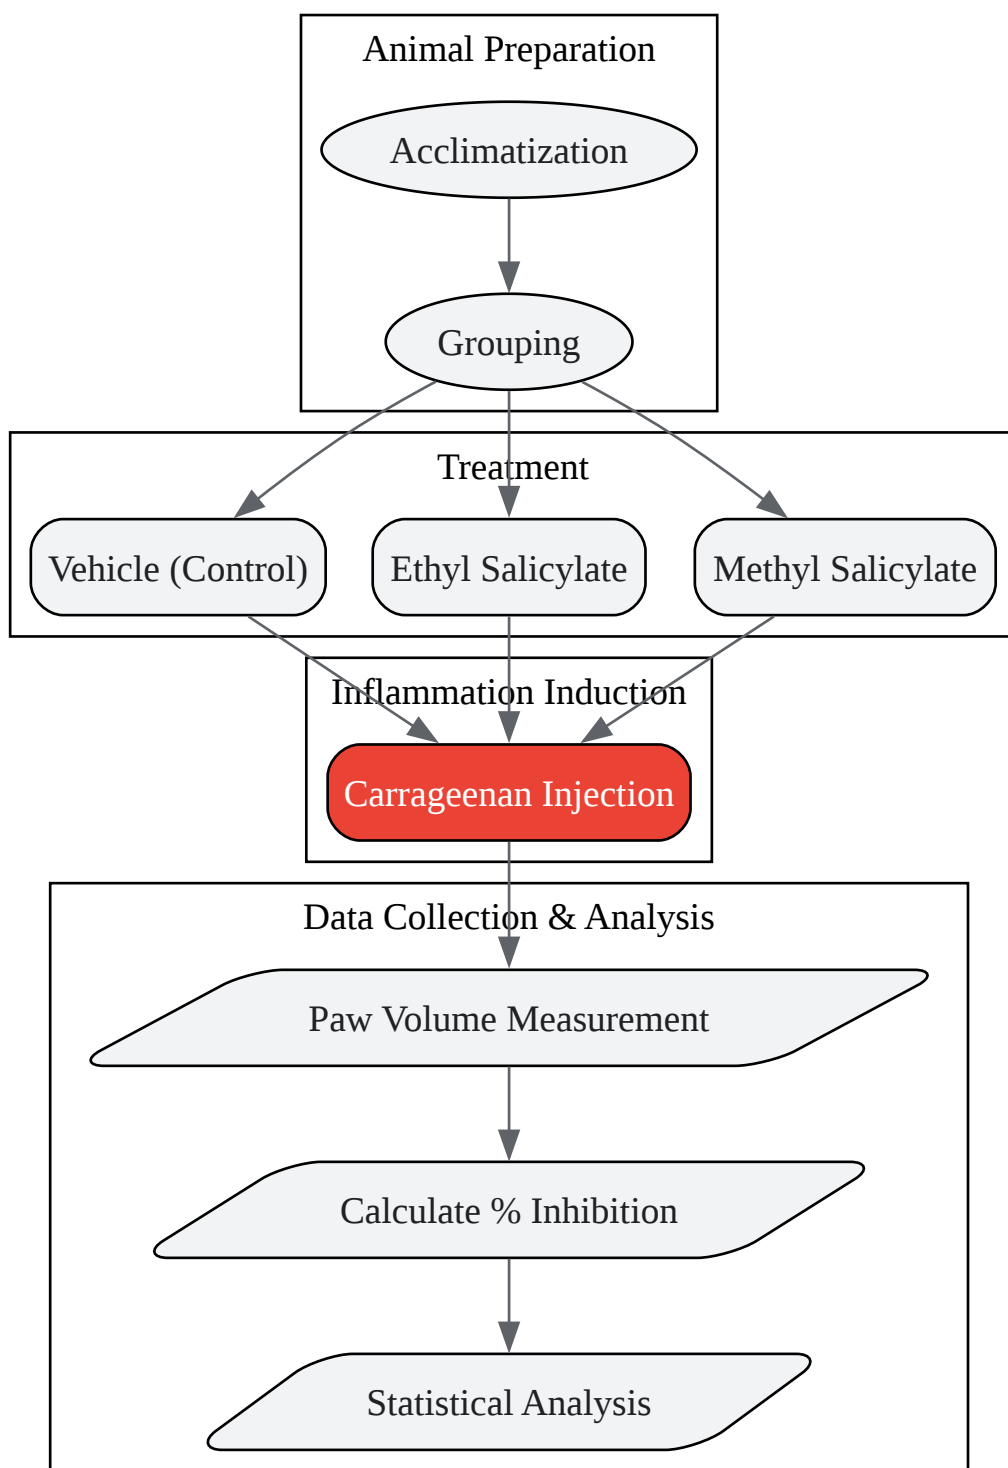 Animal Preparation
Acclimatization
Grouping
Treatment
Vehicle (Control)
Ethyl Salicylate
Methyl Salicylate
Inflammation Induction
Carrageenan Injection
Data Collection & Analysis
Paw Volume Measurement
Calculate % Inhibition
Statistical Analysis